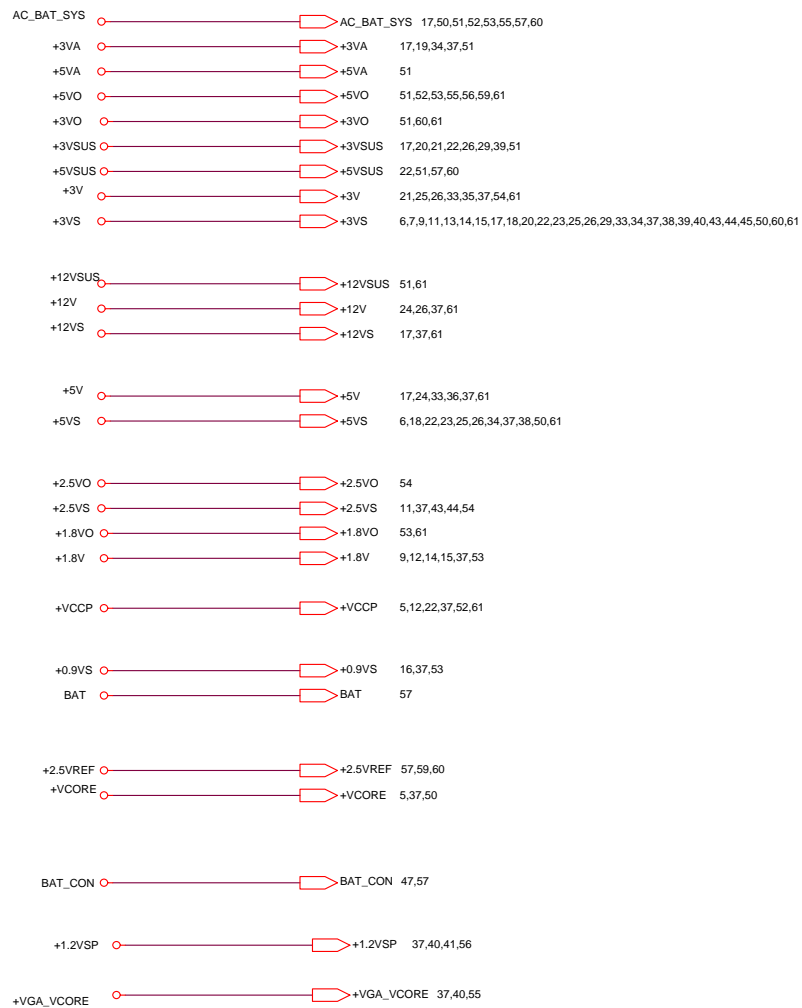 AC_BAT_SYS AC_BAT_SYS 17,50,51,52,53,55,57,60
+3VA +3VA 17,19,34,37,51
+5VA +5VA 51
+5VO +5VO 51,52,53,55,56,59,61
+3VO +3VO 51,60,61
+3VSUS +3VSUS 17,20,21,22,26,29,39,51
+5VSUS +5VSUS 22,51,57,60
+3V +3V 21,25,26,33,35,37,54,61
+3VS +3VS 6,7,9,11,13,14,15,17,18,20,22,23,25,26,29,33,34,37,38,39,40,43,44,45,50,60,61
+12VSUS +12VSUS 51,61
+12V +12V 24,26,37,61
+12VS +12VS 17,37,61
+5V +5V 17,24,33,36,37,61
+5VS +5VS 6,18,22,23,25,26,34,37,38,50,61
+2.5VO +2.5VO 54
+2.5VS +2.5VS 11,37,43,44,54
+1.8VO +1.8VO 53,61
+1.8V +1.8V 9,12,14,15,37,53
+VCCP +VCCP 5,12,22,37,52,61
+0.9VS +0.9VS 16,37,53
BAT BAT 57
+2.5VREF +2.5VREF 57,59,60
+VCORE +VCORE 5,37,50
BAT_CON BAT_CON 47,57
+1.2VSP +1.2VSP 37,40,41,56
+VGA_VCORE +VGA_VCORE 37,40,55